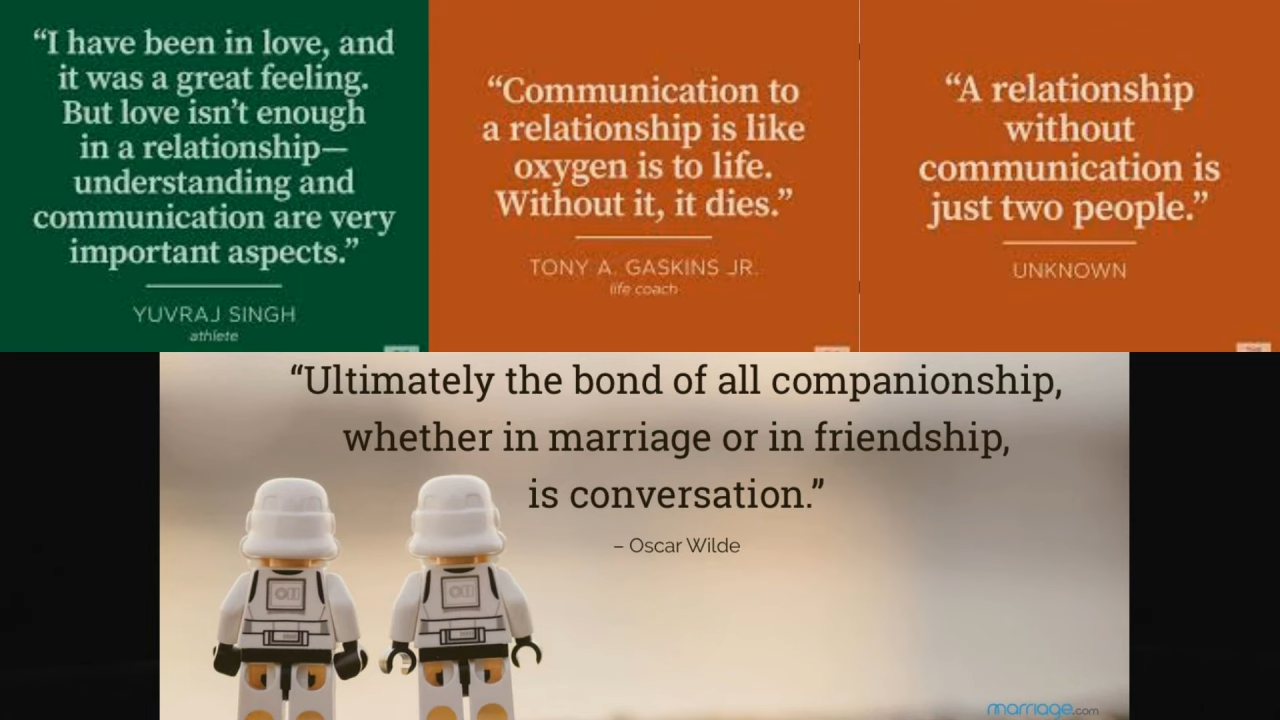 “I have been in love, and
it was a great feeling.
But love isn’t enough
in a relationship—
understanding and
communication are very
important aspects.”
YUVRAJ SINGH
athlete
“Communication to
a relationship is like
oxygen is to life.
Without it, it dies.”
TONY A. GASKINS JR.
life coach
“A relationship
without
communication is
just two people.”
UNKNOWN
“Ultimately the bond of all companionship,
whether in marriage or in friendship,
is conversation.”
– Oscar Wilde
marriage.com